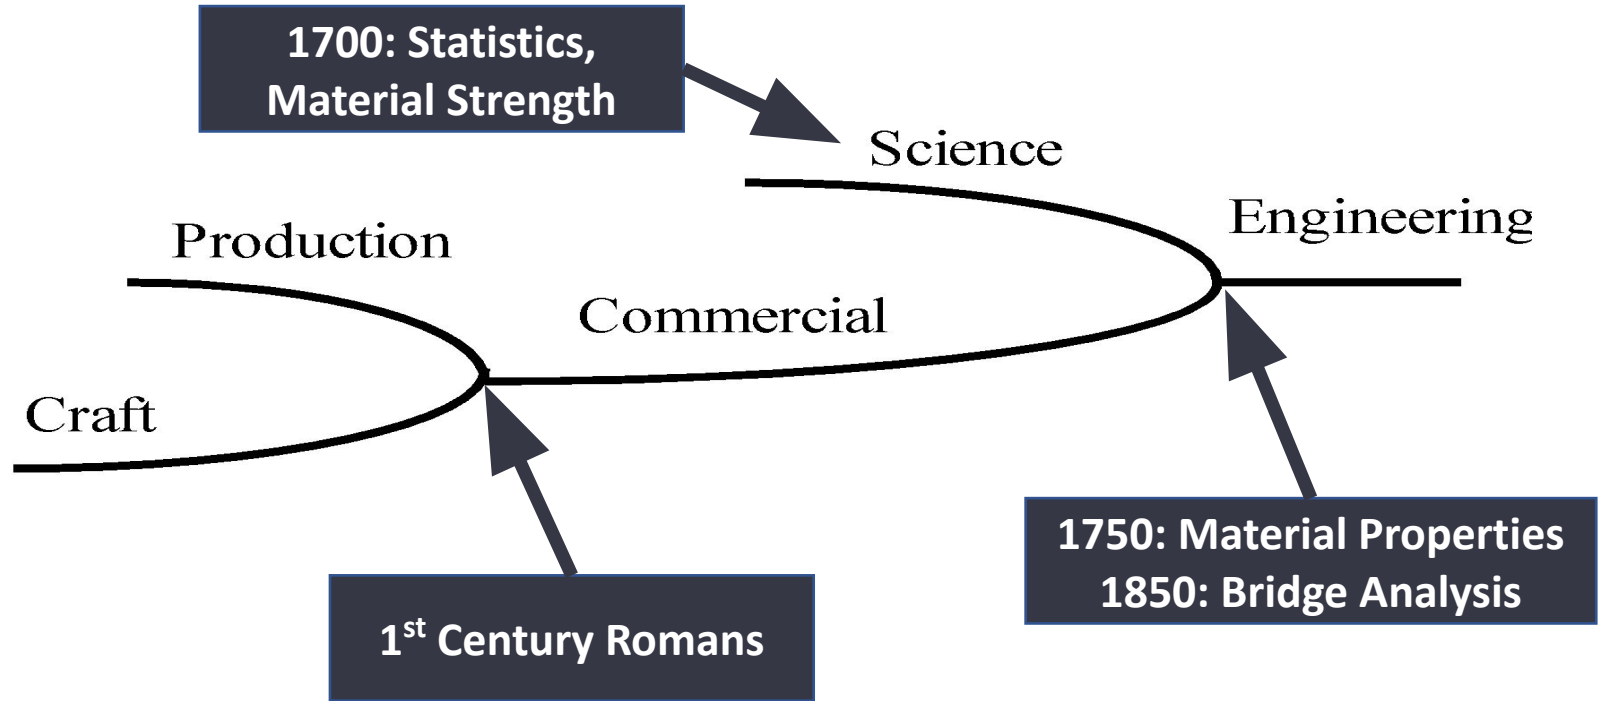 1700: Statistics,
Material Strength
Science
Engineering
Production
Commercial
Craft
1750: Material Properties
1850: Bridge Analysis
1st Century Romans